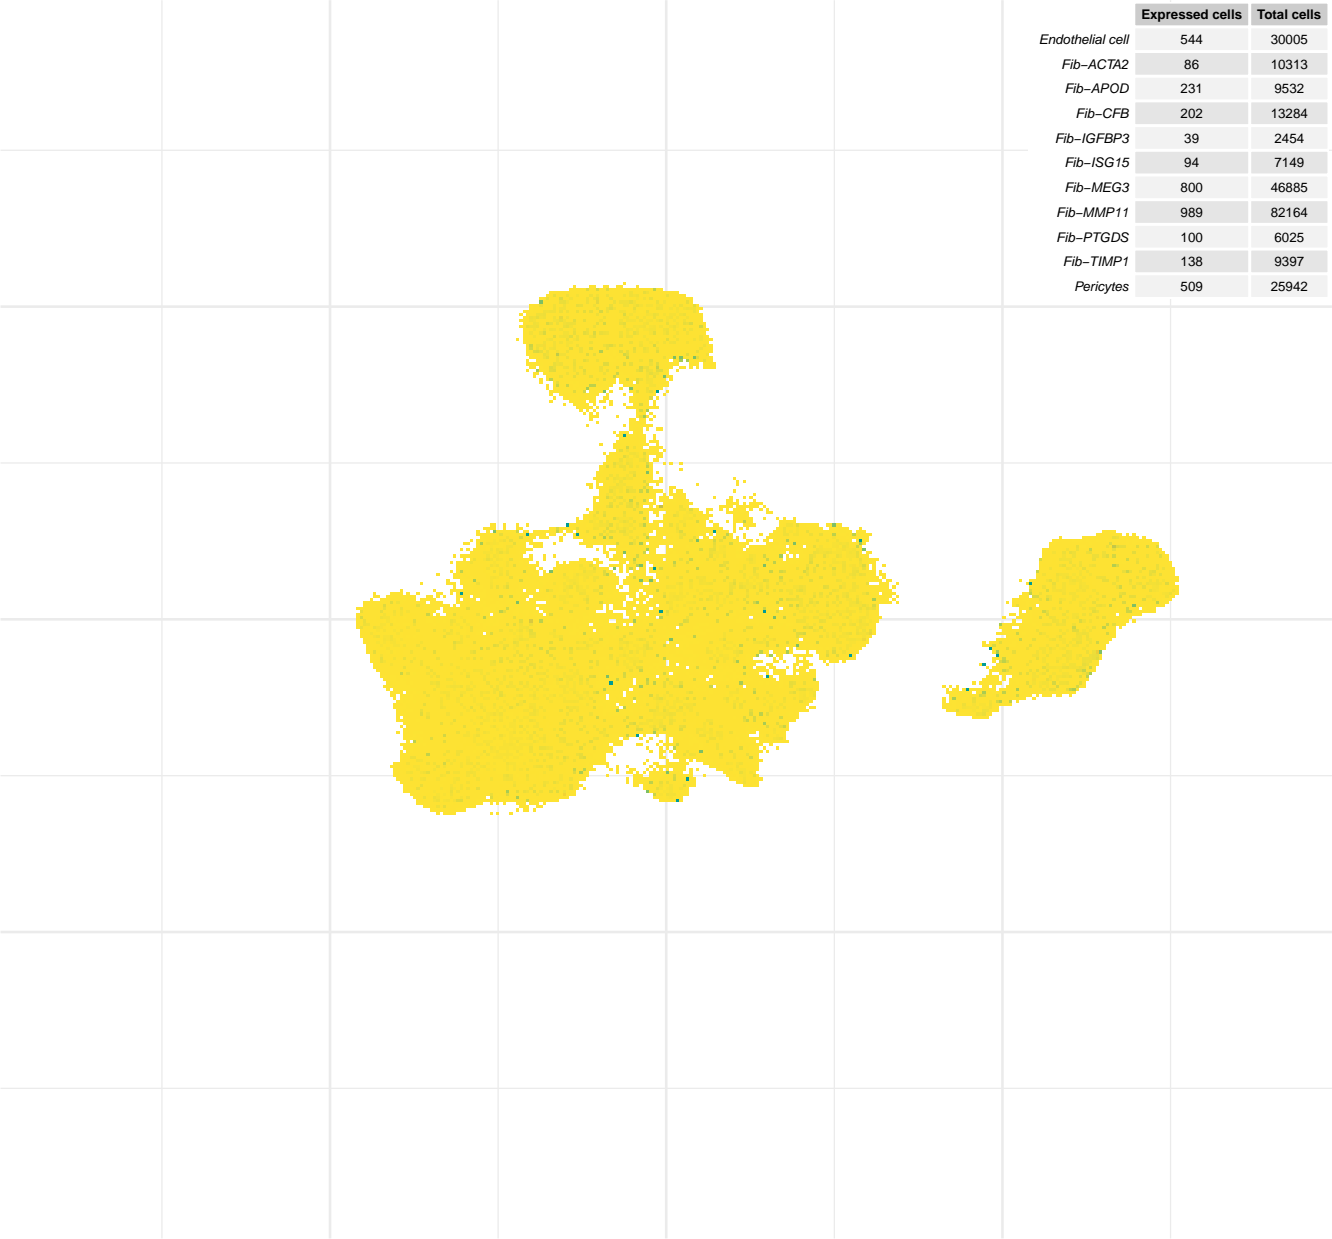 Expressed cells Total cells
Endothelial cell 544 30005
Fib−ACTA2 86 10313
Fib−APOD 231 9532
Fib−CFB 202 13284
Fib−IGFBP3 39 2454
Fib−ISG15 94 7149
Fib−MEG3 800 46885
Fib−MMP11 989 82164
Fib−PTGDS 100 6025
Fib−TIMP1 138 9397
Pericytes 509 25942